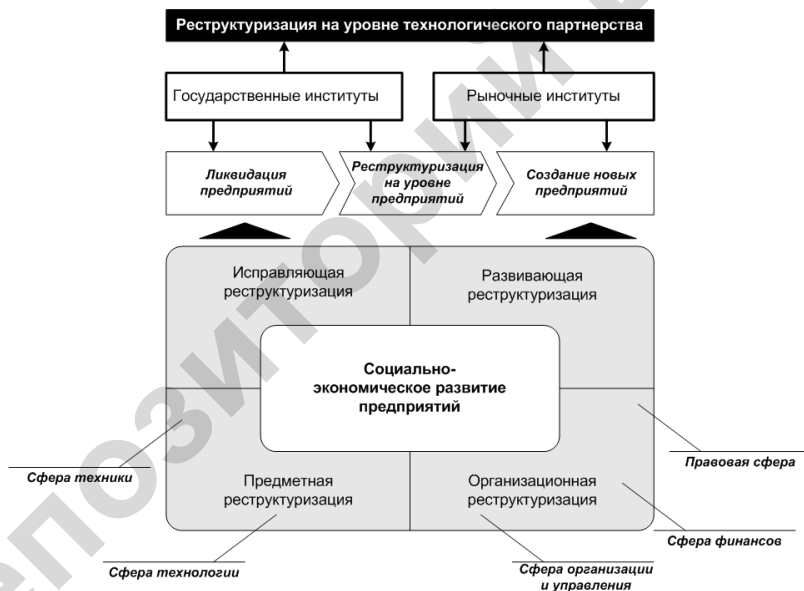 Реструктуризация на уровне технологического партнерства
Государственные институты
Рыночные институты
Ликвидация
предприятий
Реструктуризация
на уровне
предприятий
Создание новых
предприятий
Исправляющая
реструктуризация
Развивающая
реструктуризация
Социально-
экономическое развитие
предприятий
Предметная
реструктуризация
Организационная
реструктуризация
Сфера техники
Правовая сфера
Сфера технологии
Сфера финансов
Сфера организации
и управления
епозиторий